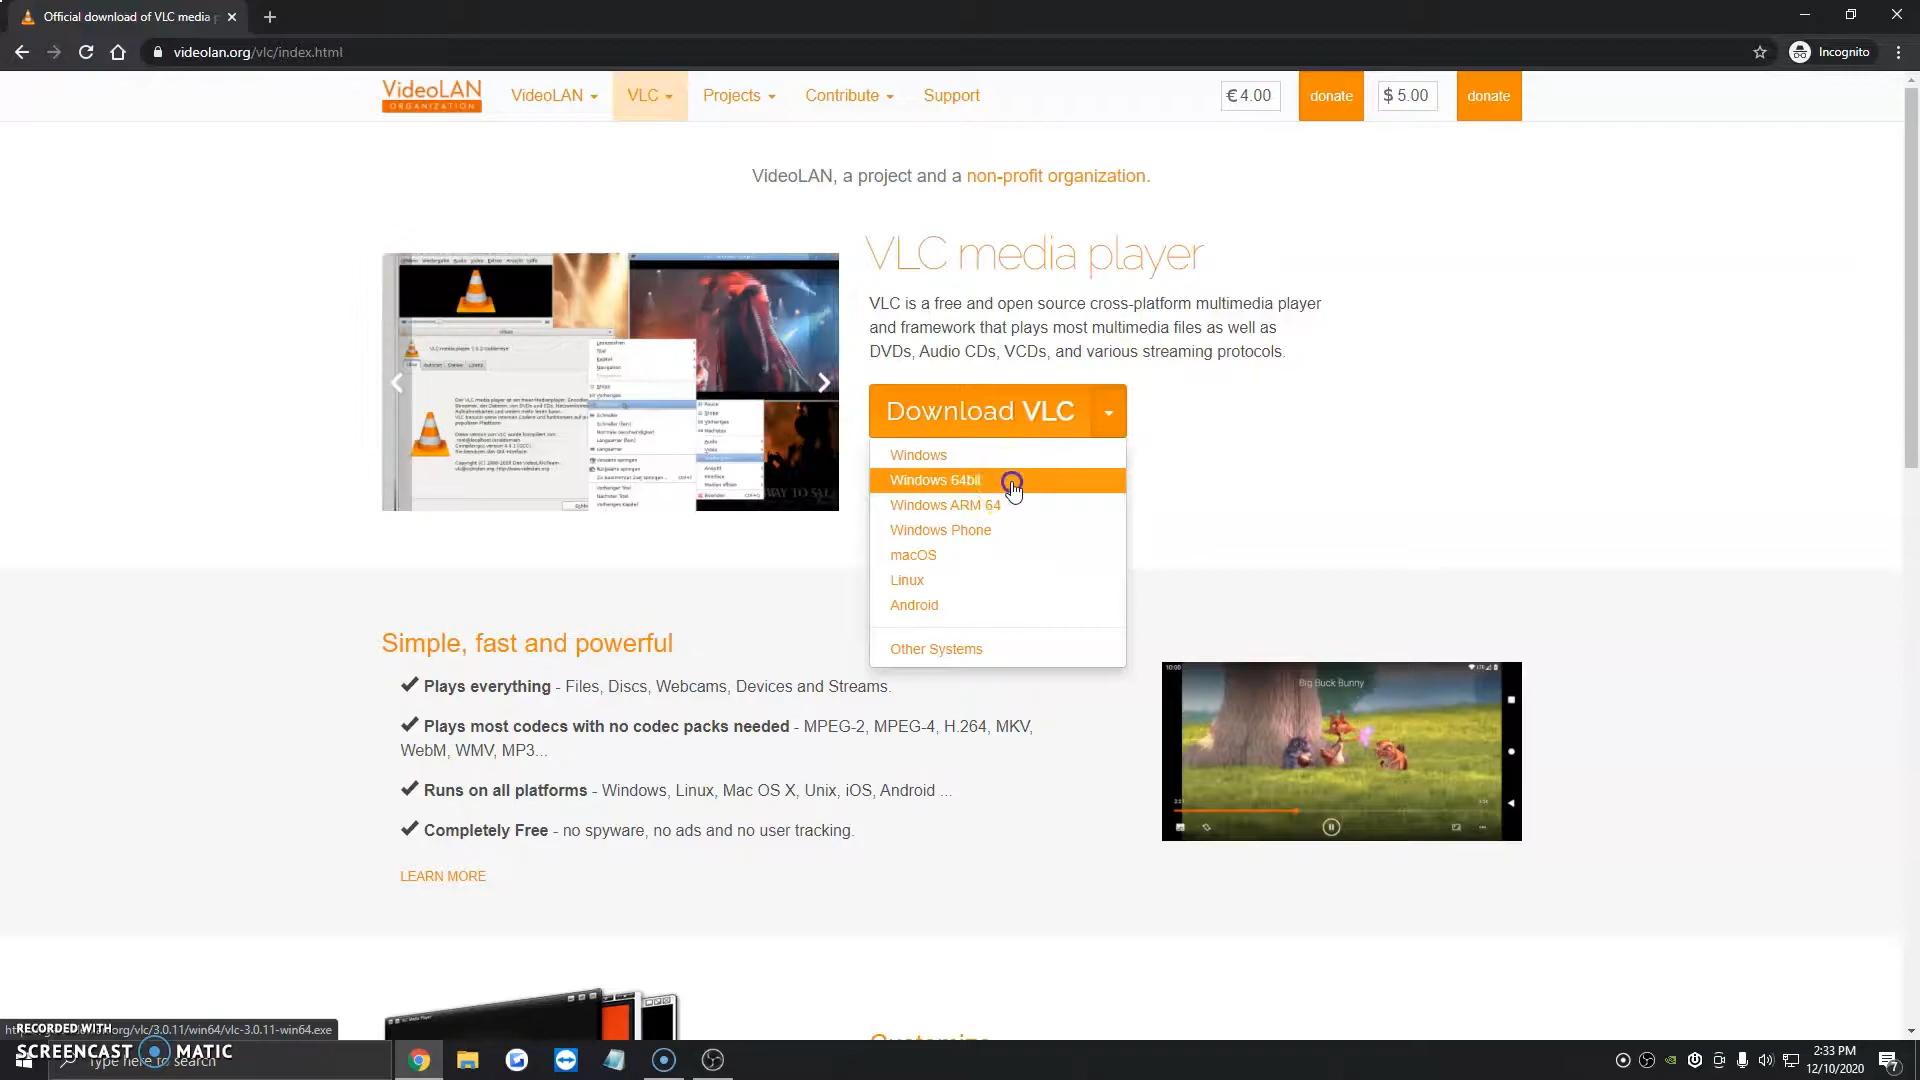 Official download of VLC media p
videolan.org/vlc/index.html
Incognito
VideoLAN
ORGANIZATION
VideoLAN
VLC
Projects
Contribute
Support
€ 4.00
donate
$ 5.00
donate
VideoLAN, a project and a non-profit organization.
VLC media player
VLC is a free and open source cross-platform multimedia player
and framework that plays most multimedia files as well as
DVDs, Audio CDs, VCDs, and various streaming protocols.
Download VLC
Windows
Windows 64bit
Windows ARM 64
Windows Phone
macOS
Linux
Android
Other Systems
Simple, fast and powerful
Plays everything - Files, Discs, Webcams, Devices and Streams.
Plays most codecs with no codec packs needed - MPEG-2, MPEG-4, H.264, MKV,
WebM, WMV, MP3...
Runs on all platforms - Windows, Linux, Mac OS X, Unix, iOS, Android ...
Completely Free - no spyware, no ads and no user tracking.
LEARN MORE
10:00
Big Buck Bunny
RECORDED WITH
org/vlc/3.0.11/win64/vlc-3.0.11-win64.exe
SCREENCAST MATIC
Type here to search
2:33 PM
12/10/2020
7